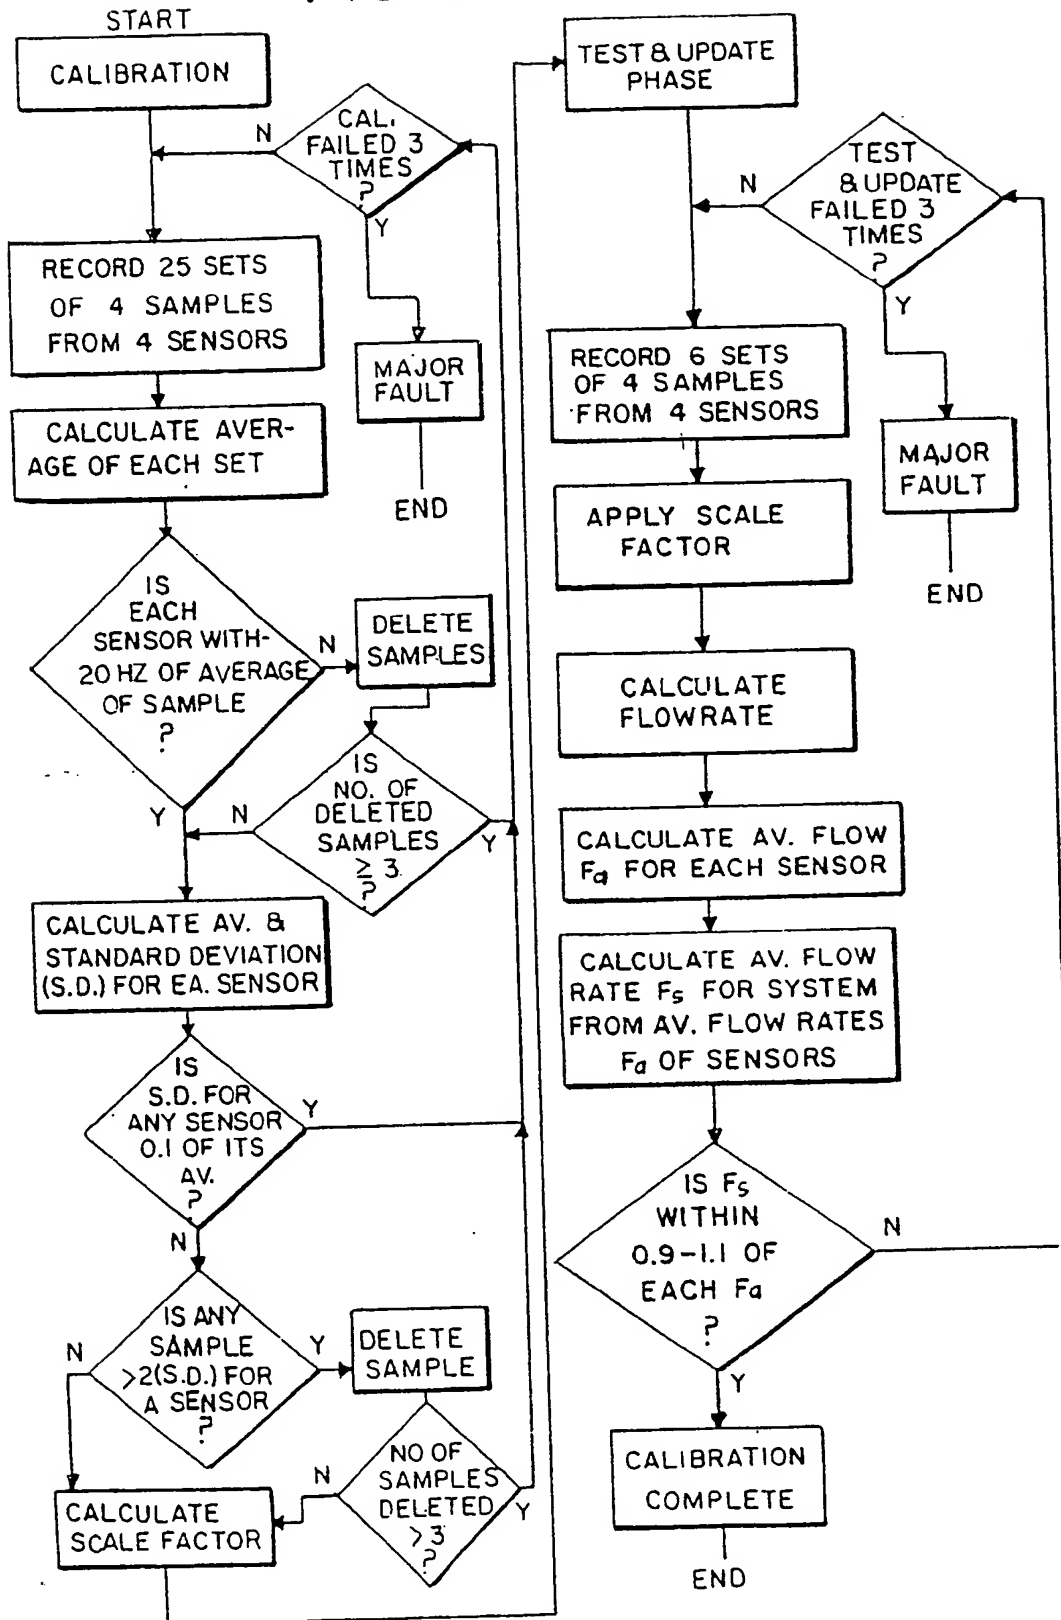 START
CALIBRATION
N
CAL.
FAILED 3
TIMES
?
Y
RECORD 25 SETS
OF 4 SAMPLES
FROM 4 SENSORS
MAJOR
FAULT
END
CALCULATE AVER-
AGE OF EACH SET
IS
EACH
SENSOR WITH-
20 HZ OF AVERAGE
OF SAMPLE
?
N
Y
DELETE
SAMPLES
IS
NO. OF
DELETED
SAMPLES
≥ 3
?
N
Y
CALCULATE AV. &
STANDARD DEVIATION
(S.D.) FOR EA. SENSOR
IS
S.D. FOR
ANY SENSOR
0.1 OF ITS
AV.
?
Y
N
IS ANY
SAMPLE
>2(S.D.) FOR
A SENSOR
?
N
Y
DELETE
SAMPLE
NO OF
SAMPLES
DELETED
>3
?
N
Y
CALCULATE
SCALE FACTOR
TEST & UPDATE
PHASE
N
TEST
& UPDATE
FAILED 3
TIMES
?
Y
RECORD 6 SETS
OF 4 SAMPLES
FROM 4 SENSORS
MAJOR
FAULT
END
APPLY SCALE
FACTOR
CALCULATE
FLOWRATE
CALCULATE AV. FLOW
Fa FOR EACH SENSOR
CALCULATE AV. FLOW
RATE Fs FOR SYSTEM
FROM AV. FLOW RATES
Fa OF SENSORS
IS Fs
WITHIN
0.9-1.1 OF
EACH Fa
?
N
Y
CALIBRATION
COMPLETE
END